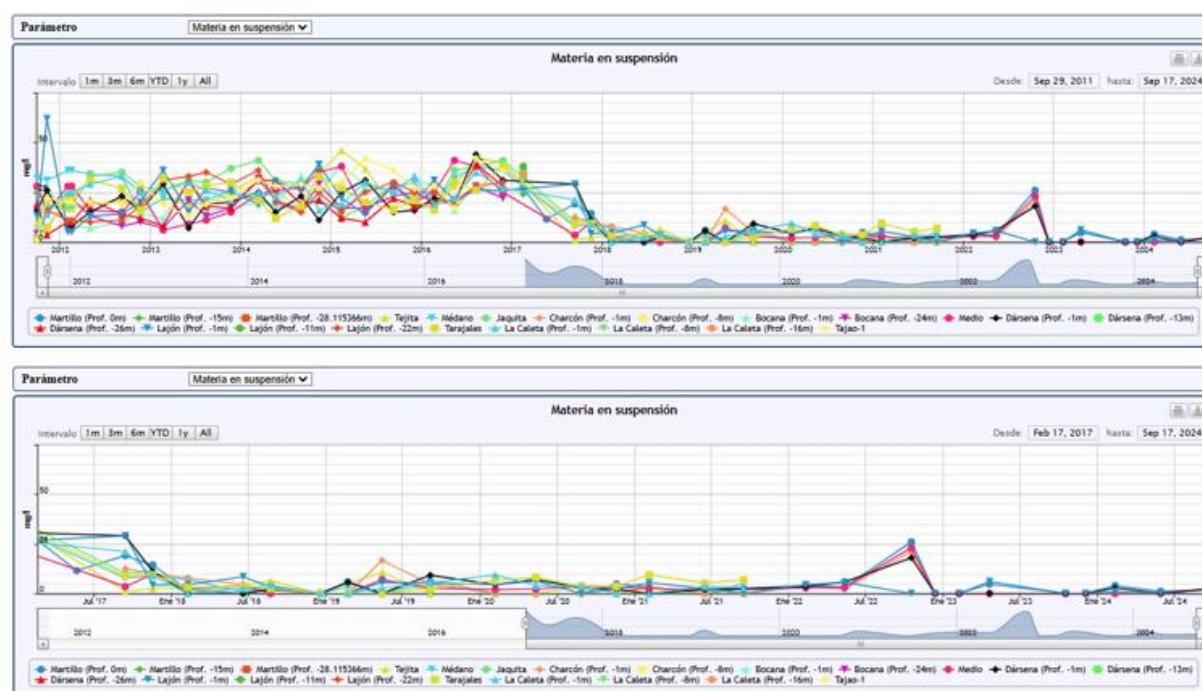 Parámetro Materia en suspensión
Materia en suspensión
Intervalo 1m 3m 6m YTD 1y All Desde: Sep 29, 2011 hasta: Sep 17, 2024
50
mg/l
0
2012 2013 2014 2015 2016 2017 2018 2019 2020 2021 2022 2023 2024
2012 2014 2016 2018 2020 2022 2024
Martillo (Prof. 0m) Martillo (Prof. -15m) Martillo (Prof. -28.115366m) Tejita Médano Jaquita Charcón (Prof. -1m) Charcón (Prof. -8m) Bocana (Prof. -1m) Bocana (Prof. -24m) Medio Dársena (Prof. -1m) Dársena (Prof. -13m)
Dársena (Prof. -26m) Lajón (Prof. -1m) Lajón (Prof. -11m) Lajón (Prof. -22m) Tarajales La Caleta (Prof. -1m) La Caleta (Prof. -8m) La Caleta (Prof. -16m) Tajao-1
Parámetro Materia en suspensión
Materia en suspensión
Intervalo 1m 3m 6m YTD 1y All Desde: Feb 17, 2017 hasta: Sep 17, 2024
50
mg/l
25
0
Jul '17 Ene '18 Jul '18 Ene '19 Jul '19 Ene '20 Jul '20 Ene '21 Jul '21 Ene '22 Jul '22 Ene '23 Jul '23 Ene '24 Jul '24
2012 2014 2016 2018 2020 2022 2024
Martillo (Prof. 0m) Martillo (Prof. -15m) Martillo (Prof. -28.115366m) Tejita Médano Jaquita Charcón (Prof. -1m) Charcón (Prof. -8m) Bocana (Prof. -1m) Bocana (Prof. -24m) Medio Dársena (Prof. -1m) Dársena (Prof. -13m)
Dársena (Prof. -26m) Lajón (Prof. -1m) Lajón (Prof. -11m) Lajón (Prof. -22m) Tarajales La Caleta (Prof. -1m) La Caleta (Prof. -8m) La Caleta (Prof. -16m) Tajao-1